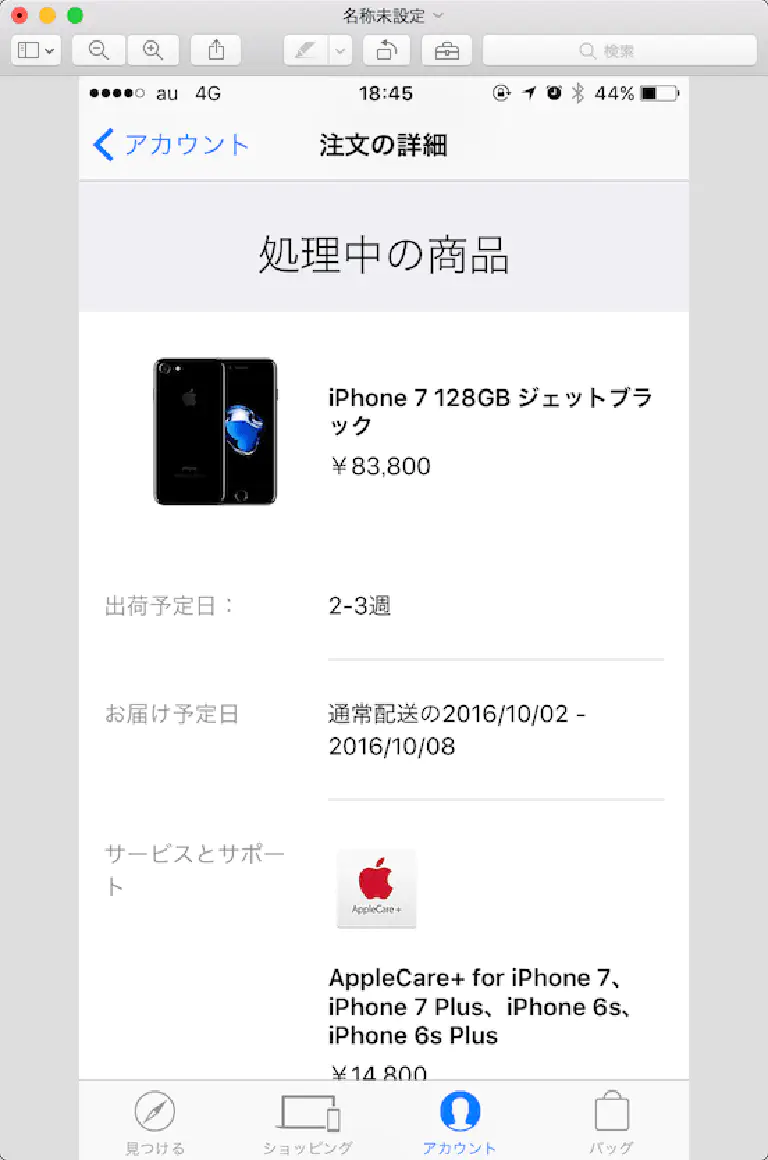 名称未設定
検索
au 4G 18:45 44%
アカウント 注文の詳細
処理中の商品
iPhone 7 128GB ジェットブラ
ック
¥83,800
出荷予定日： 2-3週
お届け予定日 通常配送の2016/10/02 -
2016/10/08
サービスとサポー
ト
AppleCare+
AppleCare+ for iPhone 7、
iPhone 7 Plus、iPhone 6s、
iPhone 6s Plus
¥14,800
見つける ショッピング アカウント バッグ